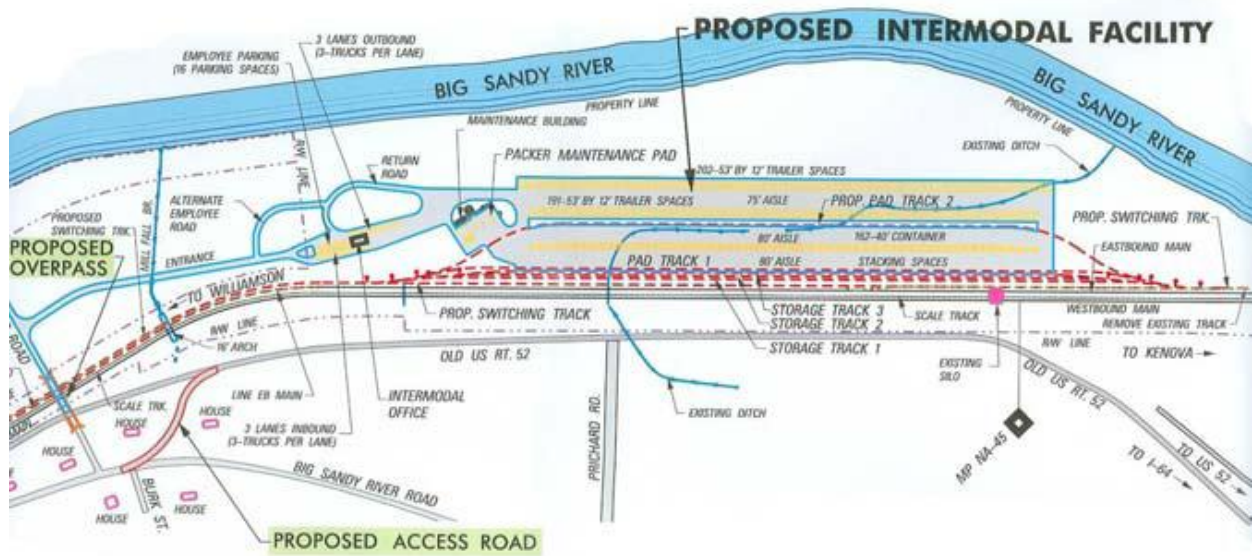 PROPOSED INTERMODAL FACILITY
3 LANES OUTBOUND
(3-TRUCKS PER LANE)
EMPLOYEE PARKING
(16 PARKING SPACES)
BIG SANDY RIVER
BIG SANDY RIVER
PROPERTY LINE
PROPERTY LINE
MAINTENANCE BUILDING
EXISTING DITCH
R/W LINE
RETURN
ROAD
PACKER MAINTENANCE PAD
202-53' BY 12' TRAILER SPACES
191-53' BY 12' TRAILER SPACES
75' AISLE
PROP. PAD TRACK 2
ALTERNATE
EMPLOYEE
ROAD
PROPOSED
SWITCHING TRK.
MILL FALL BR.
PROP. SWITCHING TRK.
PROPOSED
OVERPASS
ENTRANCE
80' AISLE
162-40' CONTAINER
EASTBOUND MAIN
PAD TRACK 1
80' AISLE
STACKING SPACES
TO WILLIAMSON
PROP. SWITCHING TRACK
STORAGE TRACK 3
SCALE TRACK
WESTBOUND MAIN
STORAGE TRACK 2
REMOVE EXISTING TRACK
R/W LINE
16' ARCH
STORAGE TRACK 1
R/W LINE
TO KENOVA
ROAD
OLD US RT. 52
EXISTING
SILO
OLD US RT. 52
SCALE TRK.
LINE EB MAIN
INTERMODAL
OFFICE
EXISTING DITCH
HOUSE
HOUSE
3 LANES INBOUND
(3-TRUCKS PER LANE)
PRICHARD RD.
MP NA-45
TO US 52
TO I-64
HOUSE
BIG SANDY RIVER ROAD
BURK ST.
HOUSE
HOUSE
PROPOSED ACCESS ROAD